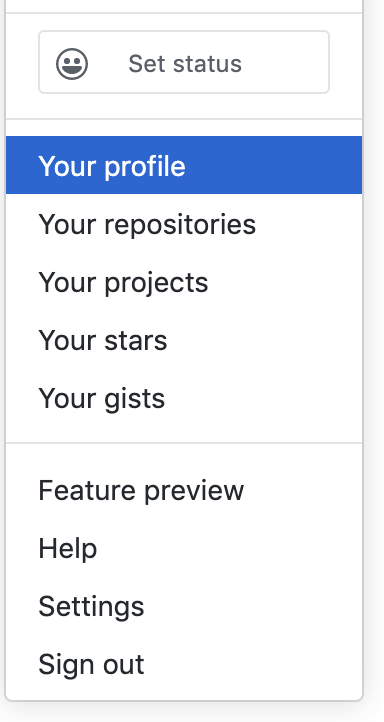 Set status
Your profile
Your repositories
Your projects
Your stars
Your gists
Feature preview
Help
Settings
Sign out